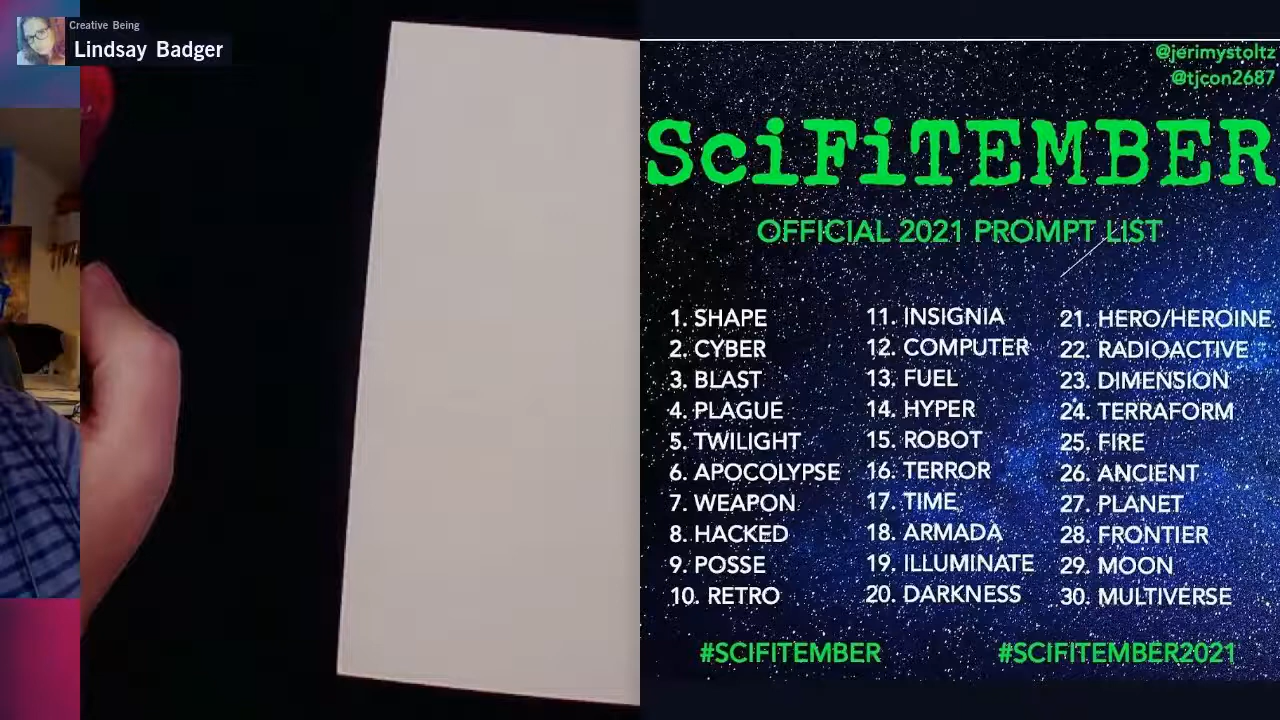 Creative Being
Lindsay Badger
@jerimystoltz
@tjcon2687
SciFiTEMBER
OFFICIAL 2021 PROMPT LIST
1. SHAPE
2. CYBER
3. BLAST
4. PLAGUE
5. TWILIGHT
6. APOCOLYPSE
7. WEAPON
8. HACKED
9. POSSE
10. RETRO
11. INSIGNIA
12. COMPUTER
13. FUEL
14. HYPER
15. ROBOT
16. TERROR
17. TIME
18. ARMADA
19. ILLUMINATE
20. DARKNESS
21. HERO/HEROINE
22. RADIOACTIVE
23. DIMENSION
24. TERRAFORM
25. FIRE
26. ANCIENT
27. PLANET
28. FRONTIER
29. MOON
30. MULTIVERSE
#SCIFITEMBER
#SCIFITEMBER2021